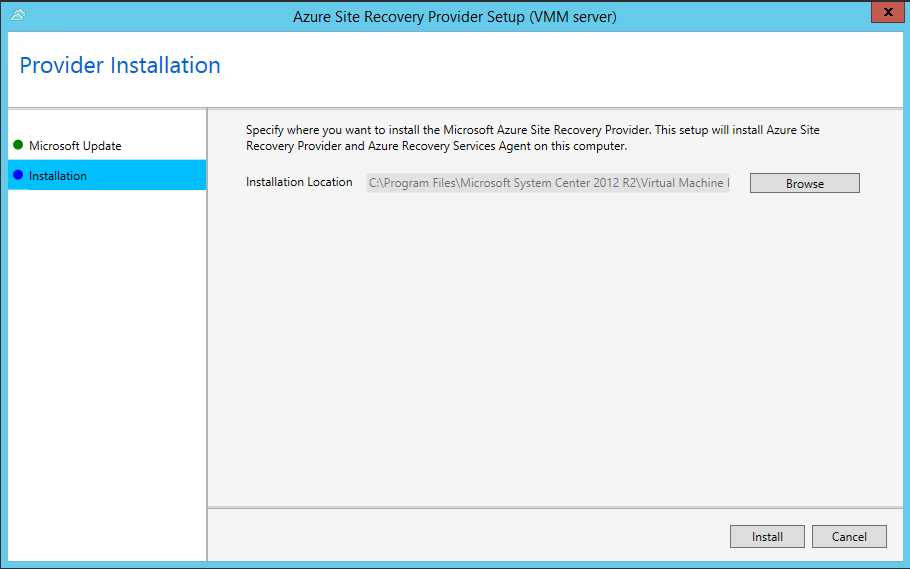 Azure Site Recovery Provider Setup (VMM server)
Provider Installation
Microsoft Update
Installation
Specify where you want to install the Microsoft Azure Site Recovery Provider. This setup will install Azure Site
Recovery Provider and Azure Recovery Services Agent on this computer.
Installation Location
C:\Program Files\Microsoft System Center 2012 R2\Virtual Machine
Browse
Install
Cancel